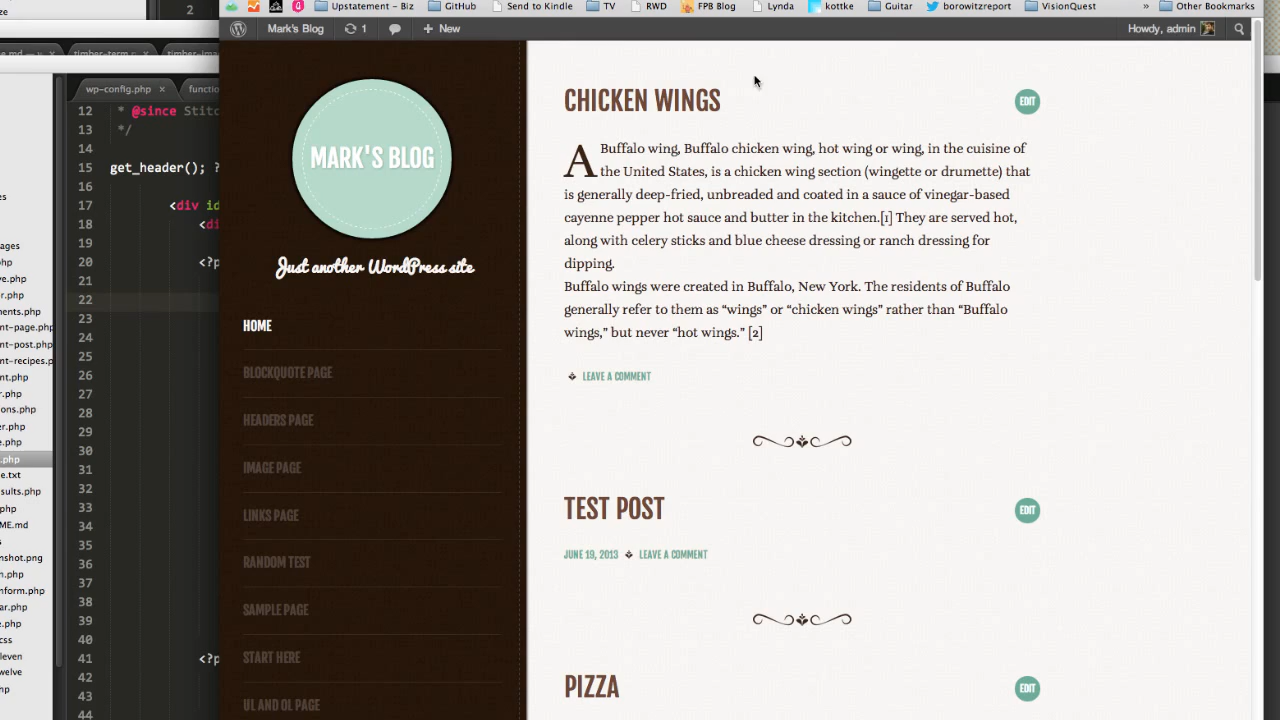 Upstatement – Biz
GitHub
Send to Kindle
TV
RWD
FPB Blog
Lynda
kottke
Guitar
borowitzreport
VisionQuest
»
Other Bookmarks
Mark's Blog
1
New
Howdy, admin
2
wp-config.php ×
12 * @since Stitc
13 */
14
15 get_header(); ?
16
17 <div id
18 <di
19
20 <?p
21
22
23
24
25
26
27
28
29
30
31
32
33
34
35
36
37
38
39
40
41 <?p
42
43
44
MARK'S BLOG
Just another WordPress site
HOME
BLOCKQUOTE PAGE
HEADERS PAGE
IMAGE PAGE
LINKS PAGE
RANDOM TEST
SAMPLE PAGE
START HERE
UL AND OL PAGE
CHICKEN WINGS
EDIT
A Buffalo wing, Buffalo chicken wing, hot wing or wing, in the cuisine of
the United States, is a chicken wing section (wingette or drumette) that
is generally deep-fried, unbreaded and coated in a sauce of vinegar-based
cayenne pepper hot sauce and butter in the kitchen.[1] They are served hot,
along with celery sticks and blue cheese dressing or ranch dressing for
dipping.
Buffalo wings were created in Buffalo, New York. The residents of Buffalo
generally refer to them as “wings” or “chicken wings” rather than “Buffalo
wings,” but never “hot wings.” [2]
LEAVE A COMMENT
TEST POST
EDIT
JUNE 19, 2013
LEAVE A COMMENT
PIZZA
EDIT